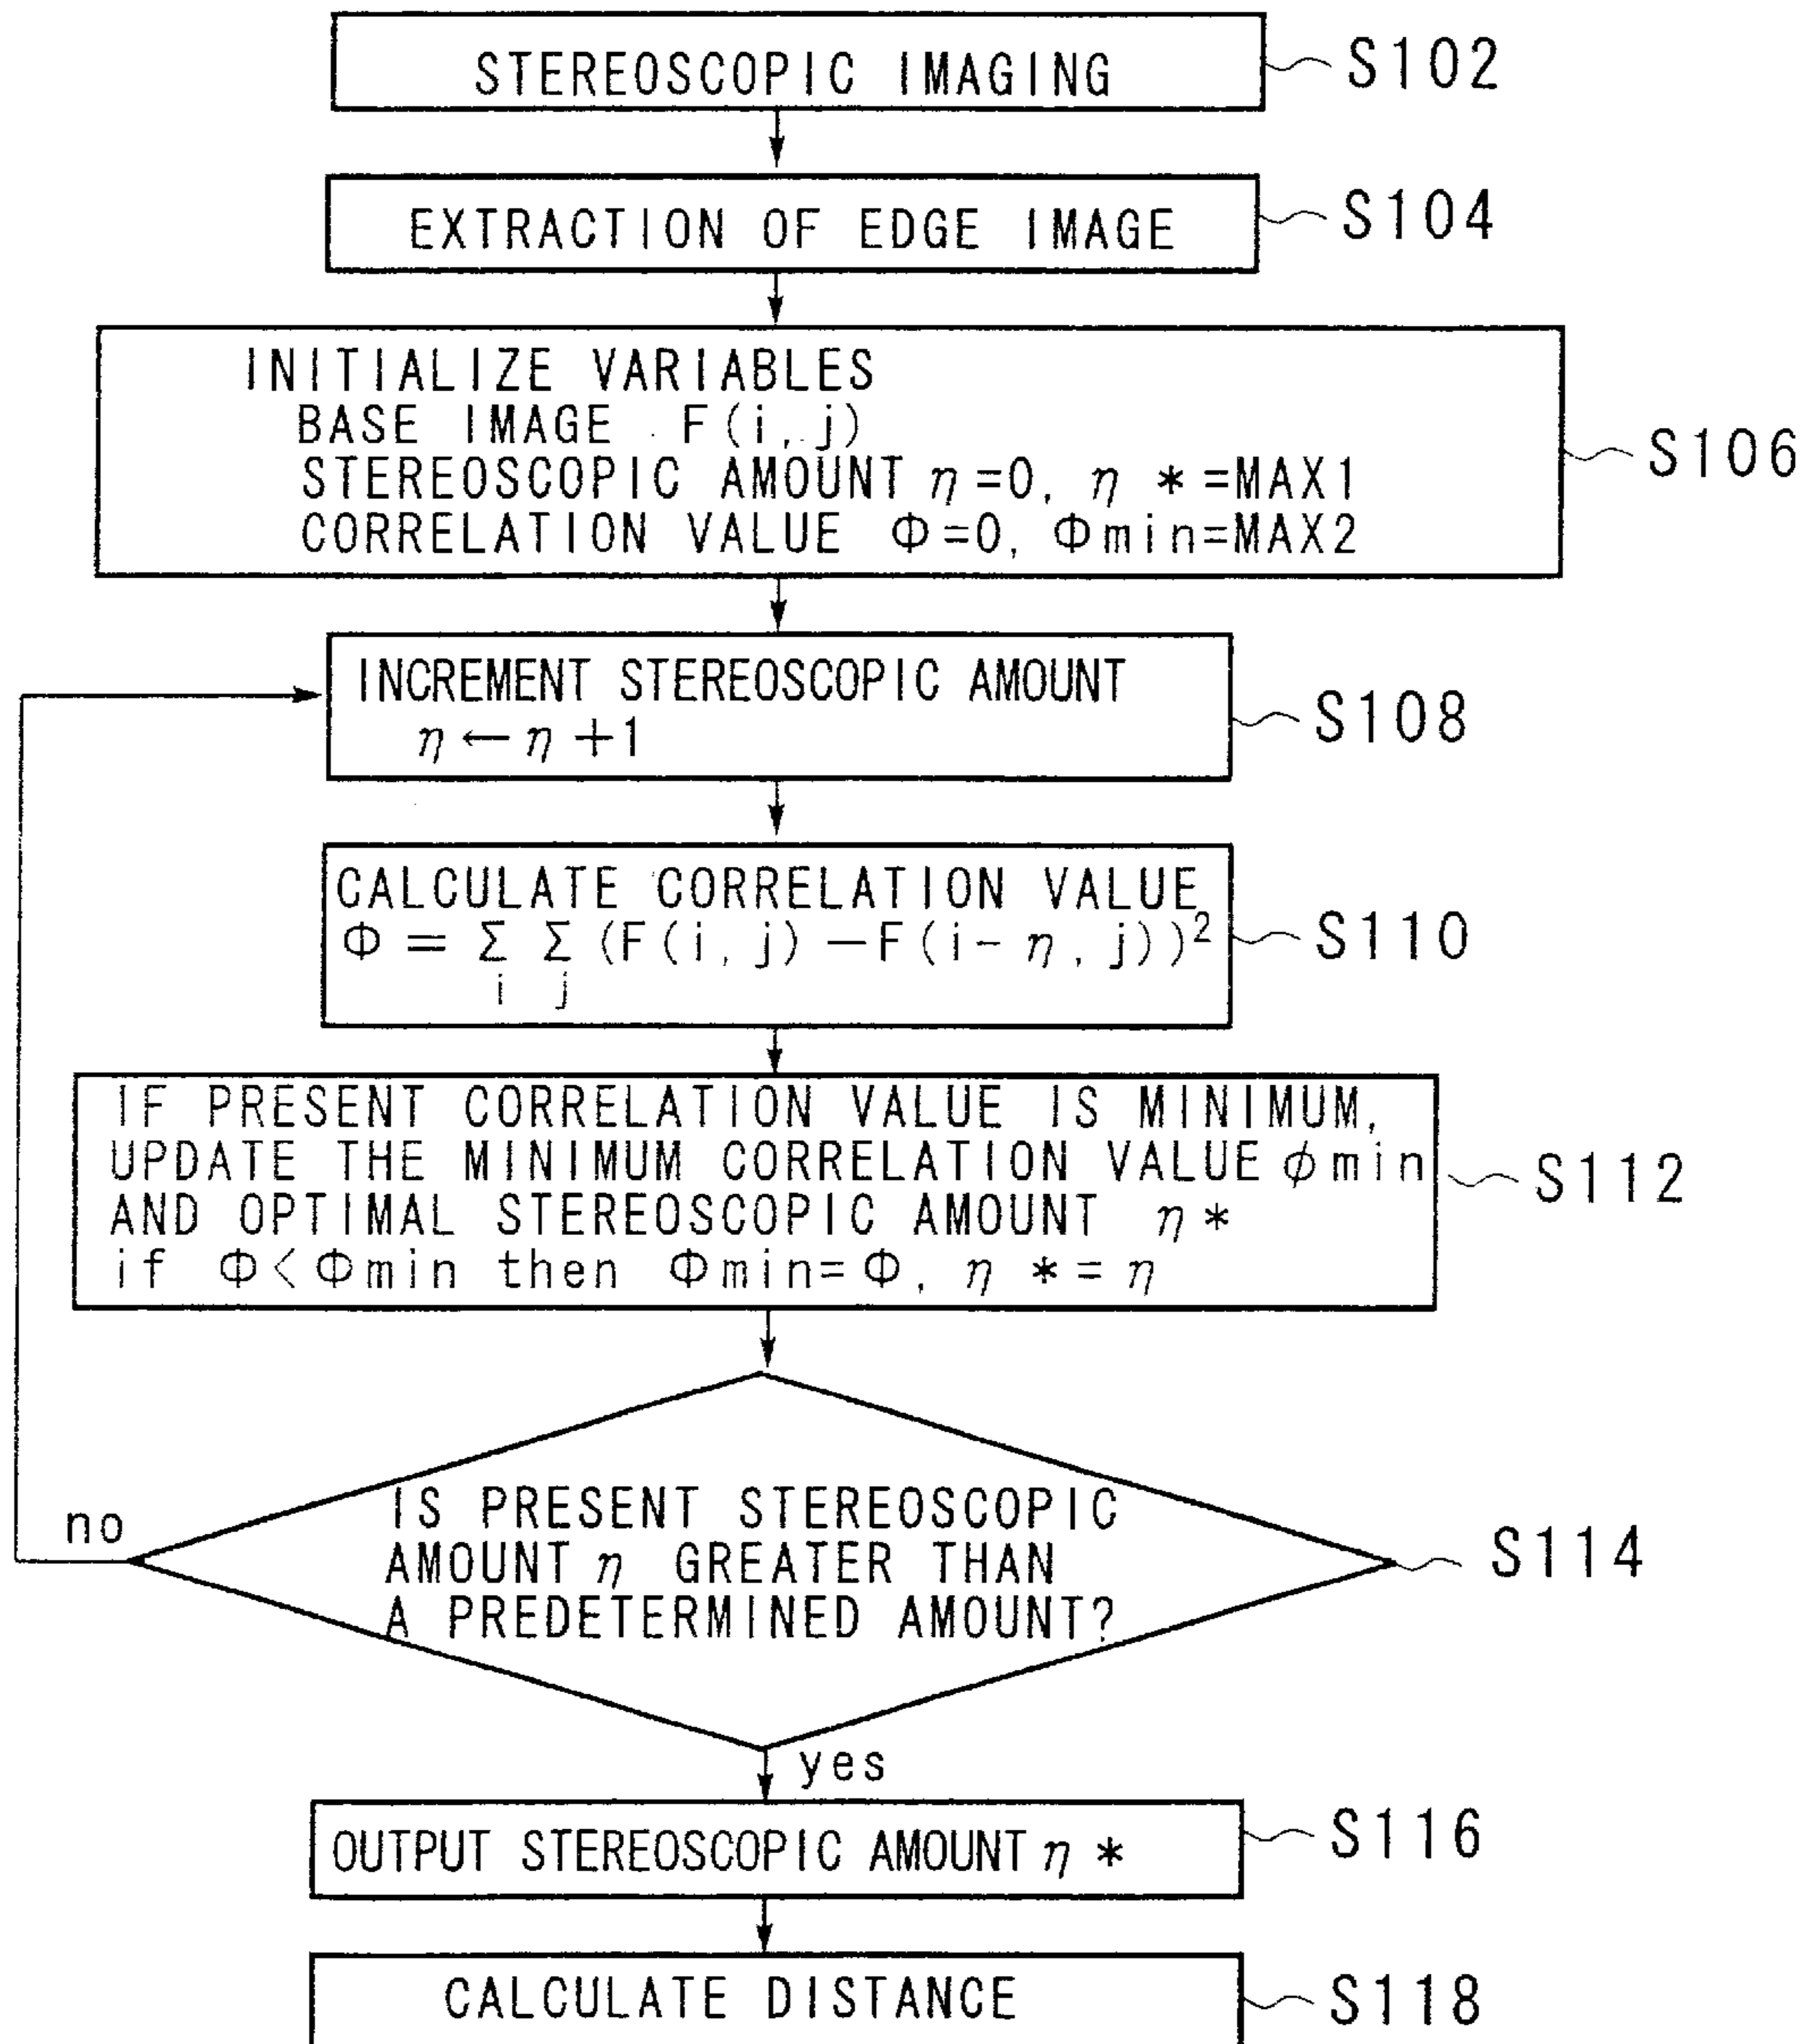 STEREOSCOPIC IMAGING
S102
EXTRACTION OF EDGE IMAGE
S104
INITIALIZE VARIABLES
BASE IMAGE F(i,j)
STEREOSCOPIC AMOUNT η=0, η*=MAX1
CORRELATION VALUE Φ=0, Φmin=MAX2
S106
INCREMENT STEREOSCOPIC AMOUNT
η←η+1
S108
CALCULATE CORRELATION VALUE
Φ = Σ Σ (F(i,j)−F(i-η,j))²
i j
S110
IF PRESENT CORRELATION VALUE IS MINIMUM,
UPDATE THE MINIMUM CORRELATION VALUE φmin
AND OPTIMAL STEREOSCOPIC AMOUNT η*
if Φ<Φmin then Φmin=Φ, η*=η
S112
IS PRESENT STEREOSCOPIC
AMOUNT η GREATER THAN
A PREDETERMINED AMOUNT?
S114
no
yes
OUTPUT STEREOSCOPIC AMOUNT η*
S116
CALCULATE DISTANCE
S118